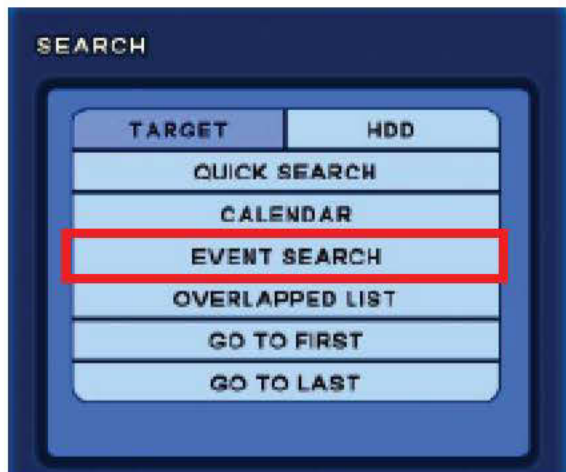 SEARCH
TARGET HDD
QUICK SEARCH
CALENDAR
EVENT SEARCH
OVERLAPPED LIST
GO TO FIRST
GO TO LAST